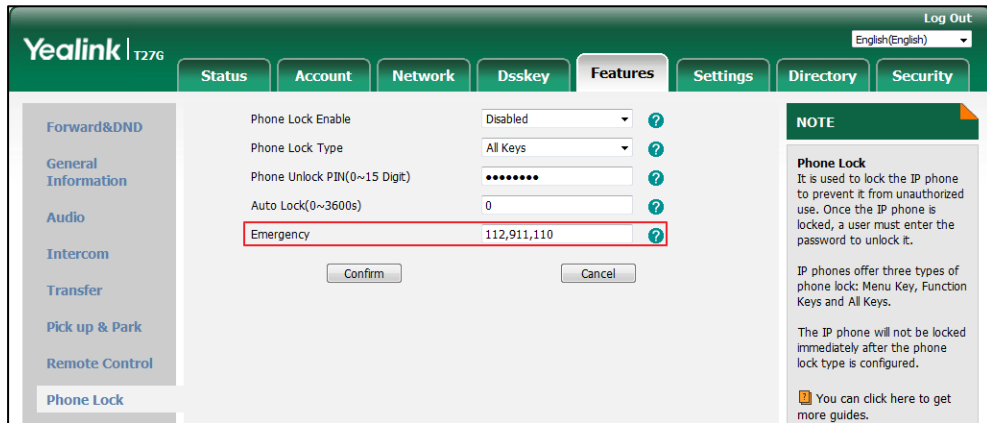 Log Out
English(English)
Yealink T27G
Status Account Network Dsskey Features Settings Directory Security
Forward&DND
General
Information
Audio
Intercom
Transfer
Pick up & Park
Remote Control
Phone Lock
Phone Lock Enable Disabled ?
Phone Lock Type All Keys ?
Phone Unlock PIN(0~15 Digit) •••••••• ?
Auto Lock(0~3600s) 0 ?
Emergency 112,911,110 ?
Confirm Cancel
NOTE
Phone Lock
It is used to lock the IP phone
to prevent it from unauthorized
use. Once the IP phone is
locked, a user must enter the
password to unlock it.
IP phones offer three types of
phone lock: Menu Key, Function
Keys and All Keys.
The IP phone will not be locked
immediately after the phone
lock type is configured.
? You can click here to get
more guides.